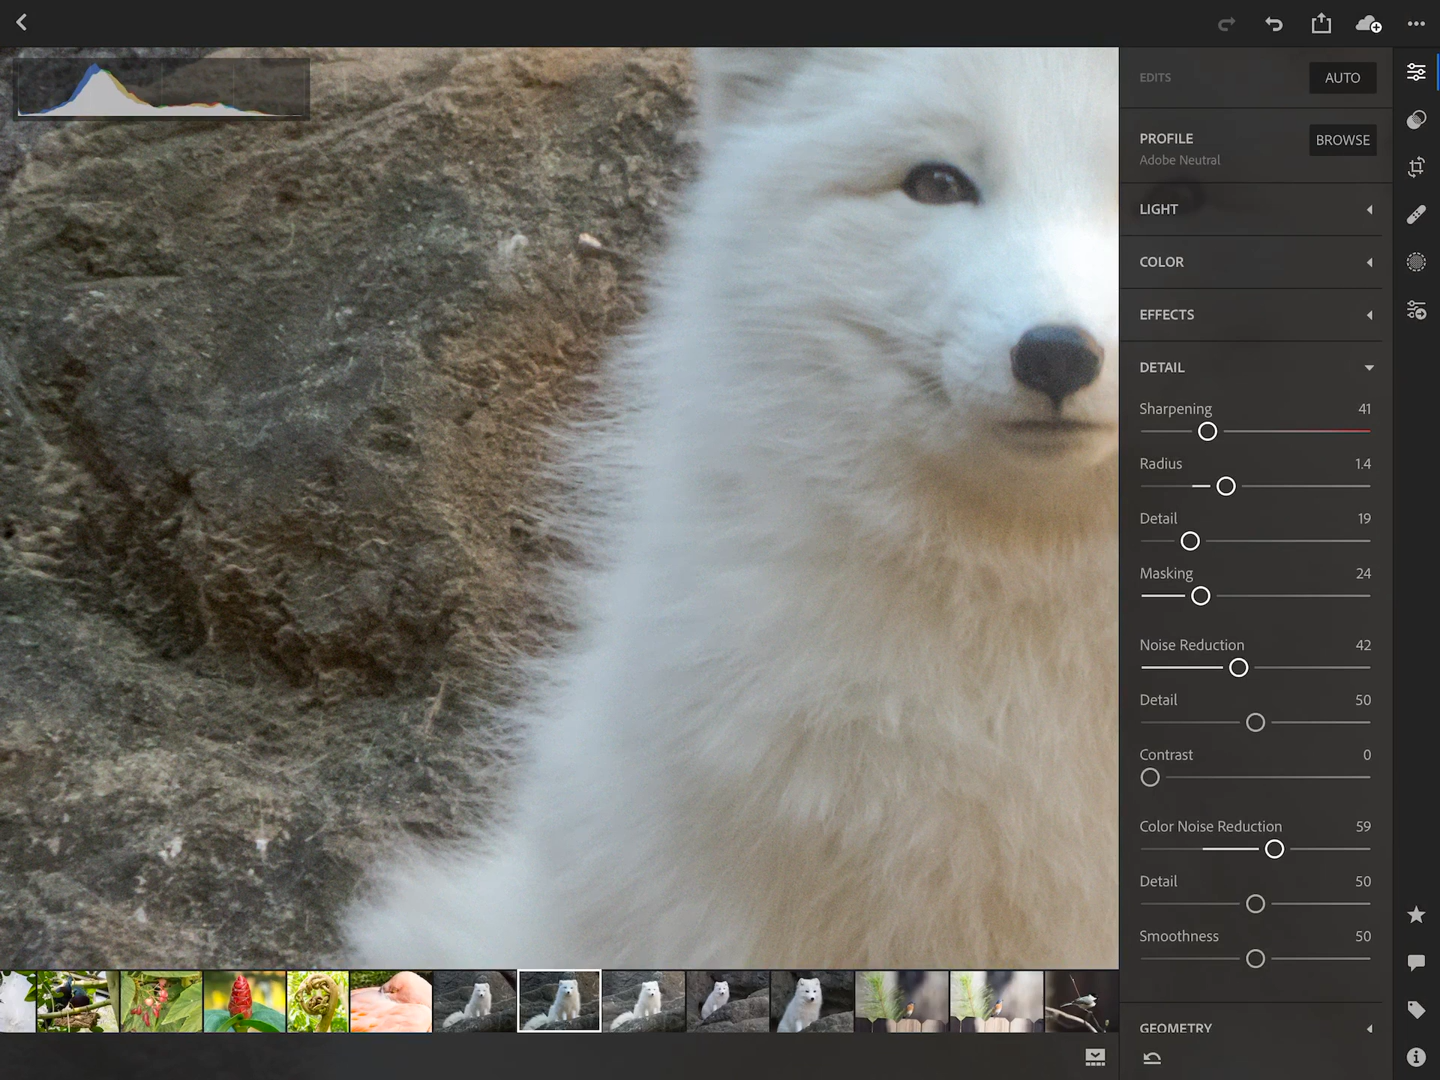 EDITS
AUTO
PROFILE
BROWSE
Adobe Neutral
LIGHT
COLOR
EFFECTS
DETAIL
Sharpening 41
Radius 1.4
Detail 19
Masking 24
Noise Reduction 42
Detail 50
Contrast 0
Color Noise Reduction 59
Detail 50
Smoothness 50
GEOMETRY